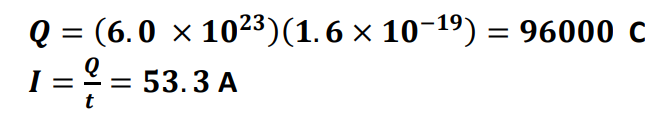 Q = (6.0 × 10²³)(1.6 × 10⁻¹⁹) = 96000 C
I = Q/t = 53.3 A